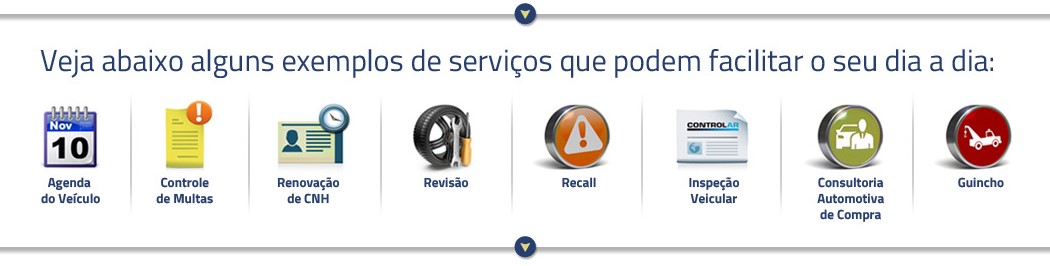 Veja abaixo alguns exemplos de serviços que podem facilitar o seu dia a dia:
Nov
10
Agenda
do Veículo
!
Controle
de Multas
Renovação
de CNH
Revisão
!
Recall
CONTROLAR
Inspeção
Veicular
Consultoria
Automotiva
de Compra
Guincho